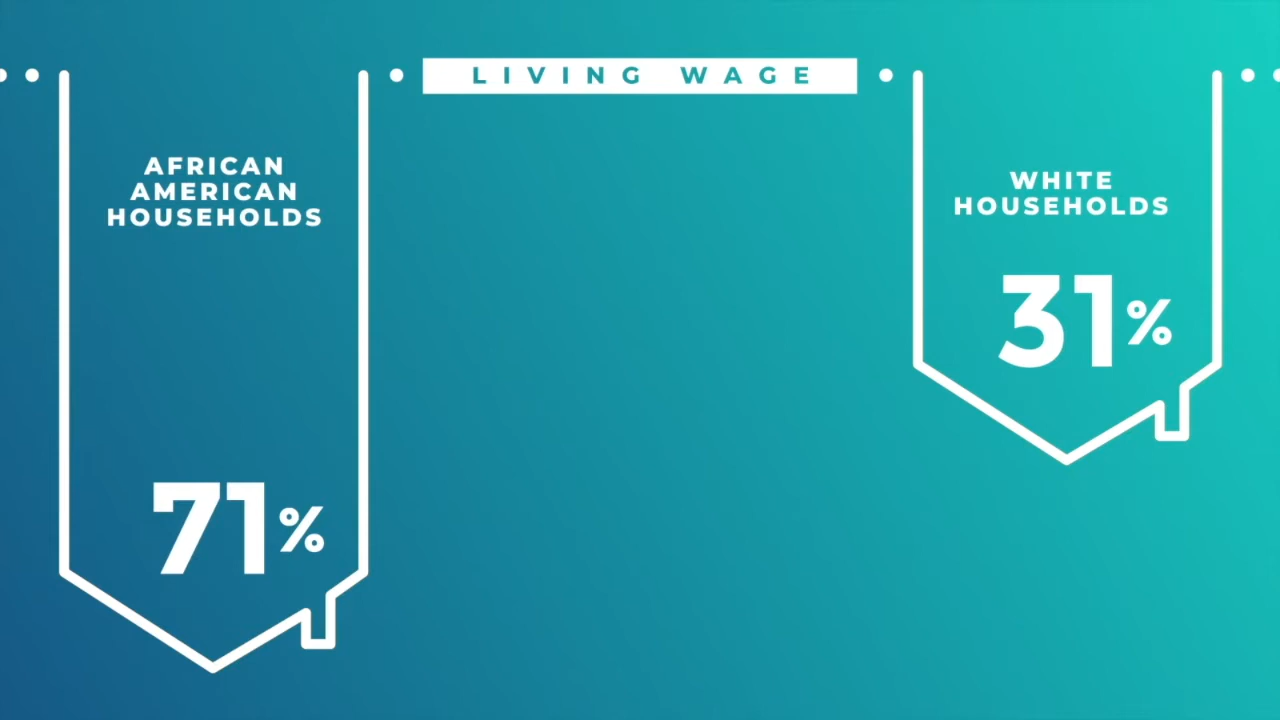 LIVING WAGE
AFRICAN
AMERICAN
HOUSEHOLDS
71%
WHITE
HOUSEHOLDS
31%